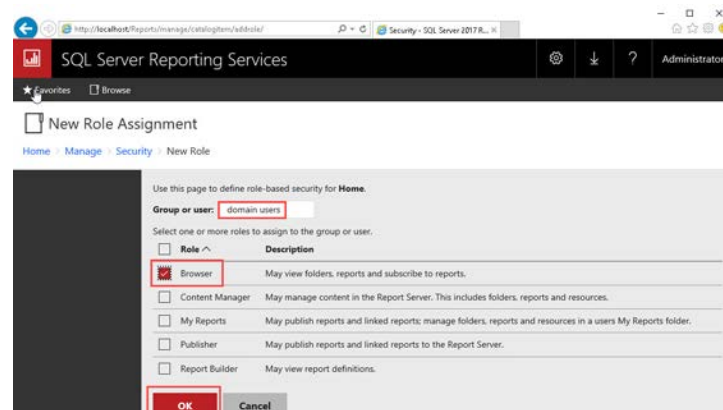 http://localhost/Reports/manage/catalogitem/addrole/
Security - SQL Server 2017 R...
SQL Server Reporting Services
? Administrator
Favorites Browse
New Role Assignment
Home > Manage > Security > New Role
Use this page to define role-based security for Home.
Group or user: domain users
Select one or more roles to assign to the group or user.
Role Description
Browser May view folders, reports and subscribe to reports.
Content Manager May manage content in the Report Server. This includes folders, reports and resources.
My Reports May publish reports and linked reports; manage folders, reports and resources in a users My Reports folder.
Publisher May publish reports and linked reports to the Report Server.
Report Builder May view report definitions.
OK Cancel